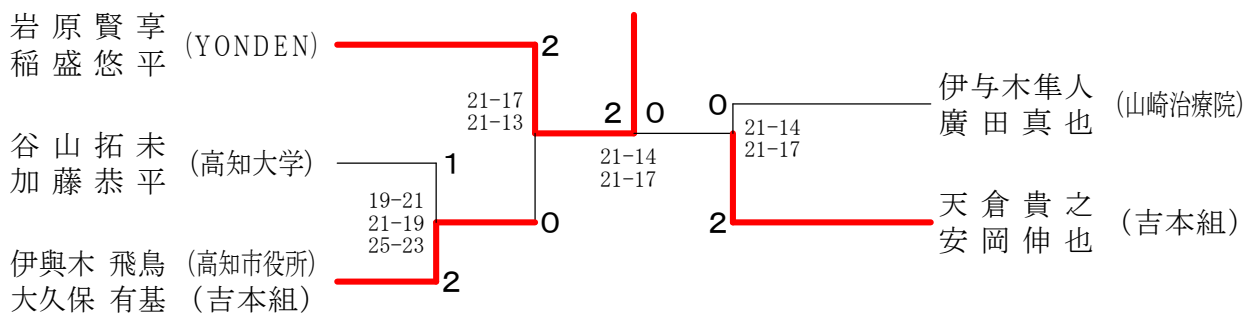 岩原賢享
稲盛悠平
(YONDEN)
2
21-17
21-13
2
0
21-14
21-17
0
21-14
21-17
伊与木隼人
廣田真也
(山崎治療院)
谷山拓未
加藤恭平
(高知大学)
1
19-21
21-19
25-23
0
2
天倉貴之
安岡伸也
(吉本組)
伊與木 飛鳥 (高知市役所)
大久保 有基 (吉本組)
2